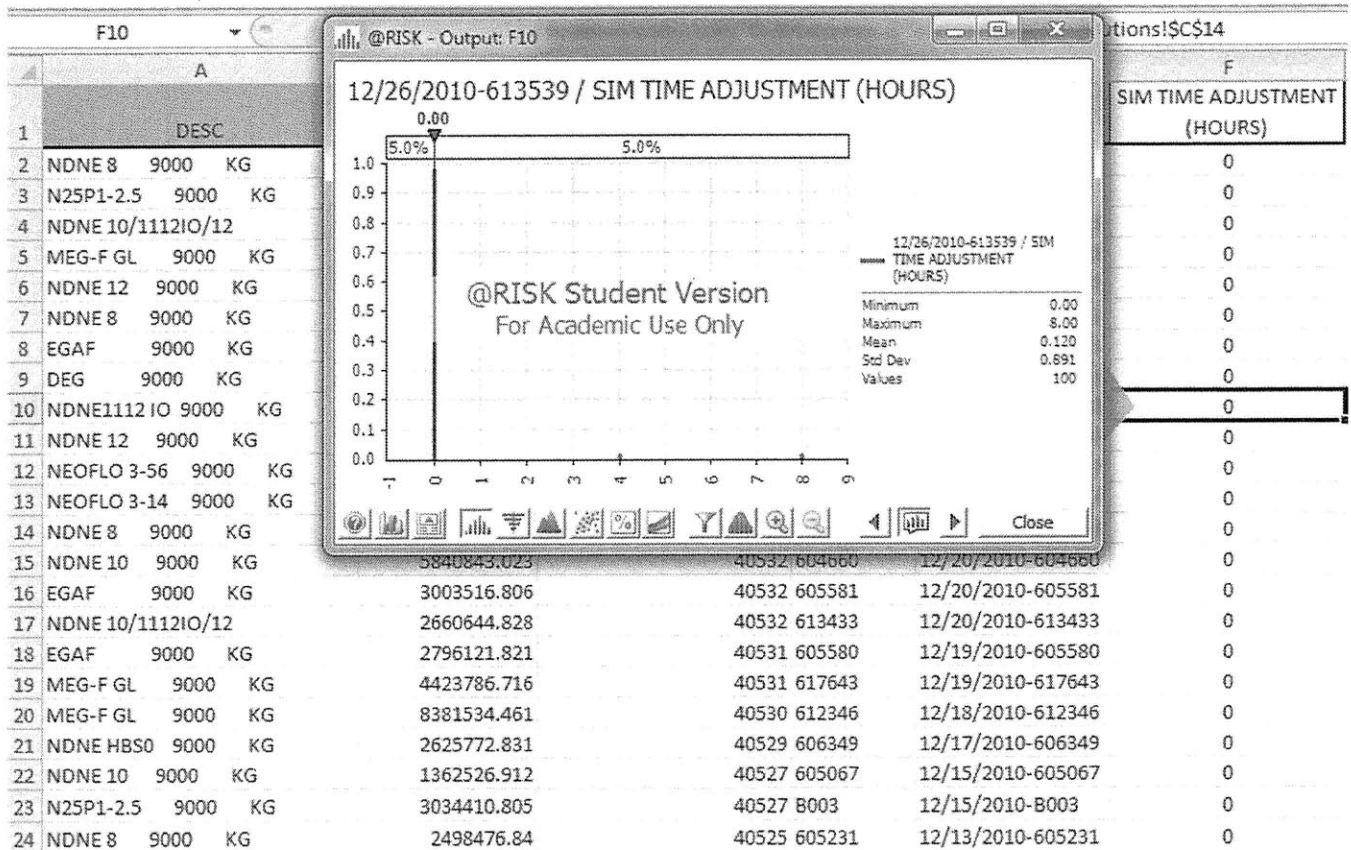 F10
utions!$C$14
@RISK - Output: F10
A
F
1 DESC
SIM TIME ADJUSTMENT
(HOURS)
12/26/2010-613539 / SIM TIME ADJUSTMENT (HOURS)
0.00
5.0%
5.0%
1.0
0.9
0.8
0.7
0.6
0.5
0.4
0.3
0.2
0.1
0.0
-1 0 1 2 3 4 5 6 7 8 9
@RISK Student Version
For Academic Use Only
12/26/2010-613539 / SIM
TIME ADJUSTMENT
(HOURS)
Minimum 0.00
Maximum 8.00
Mean 0.120
Std Dev 0.891
Values 100
Close
2 NDNE 8 9000 KG 0
3 N25P1-2.5 9000 KG 0
4 NDNE 10/1112IO/12 0
5 MEG-F GL 9000 KG 0
6 NDNE 12 9000 KG 0
7 NDNE 8 9000 KG 0
8 EGAF 9000 KG 0
9 DEG 9000 KG 0
10 NDNE1112 IO 9000 KG 0
11 NDNE 12 9000 KG 0
12 NEOFLO 3-56 9000 KG 0
13 NEOFLO 3-14 9000 KG 0
14 NDNE 8 9000 KG 0
15 NDNE 10 9000 KG 5840843.023 40532 604660 12/20/2010-604660 0
16 EGAF 9000 KG 3003516.806 40532 605581 12/20/2010-605581 0
17 NDNE 10/1112IO/12 2660644.828 40532 613433 12/20/2010-613433 0
18 EGAF 9000 KG 2796121.821 40531 605580 12/19/2010-605580 0
19 MEG-F GL 9000 KG 4423786.716 40531 617643 12/19/2010-617643 0
20 MEG-F GL 9000 KG 8381534.461 40530 612346 12/18/2010-612346 0
21 NDNE HBS0 9000 KG 2625772.831 40529 606349 12/17/2010-606349 0
22 NDNE 10 9000 KG 1362526.912 40527 605067 12/15/2010-605067 0
23 N25P1-2.5 9000 KG 3034410.805 40527 B003 12/15/2010-B003 0
24 NDNE 8 9000 KG 2498476.84 40525 605231 12/13/2010-605231 0